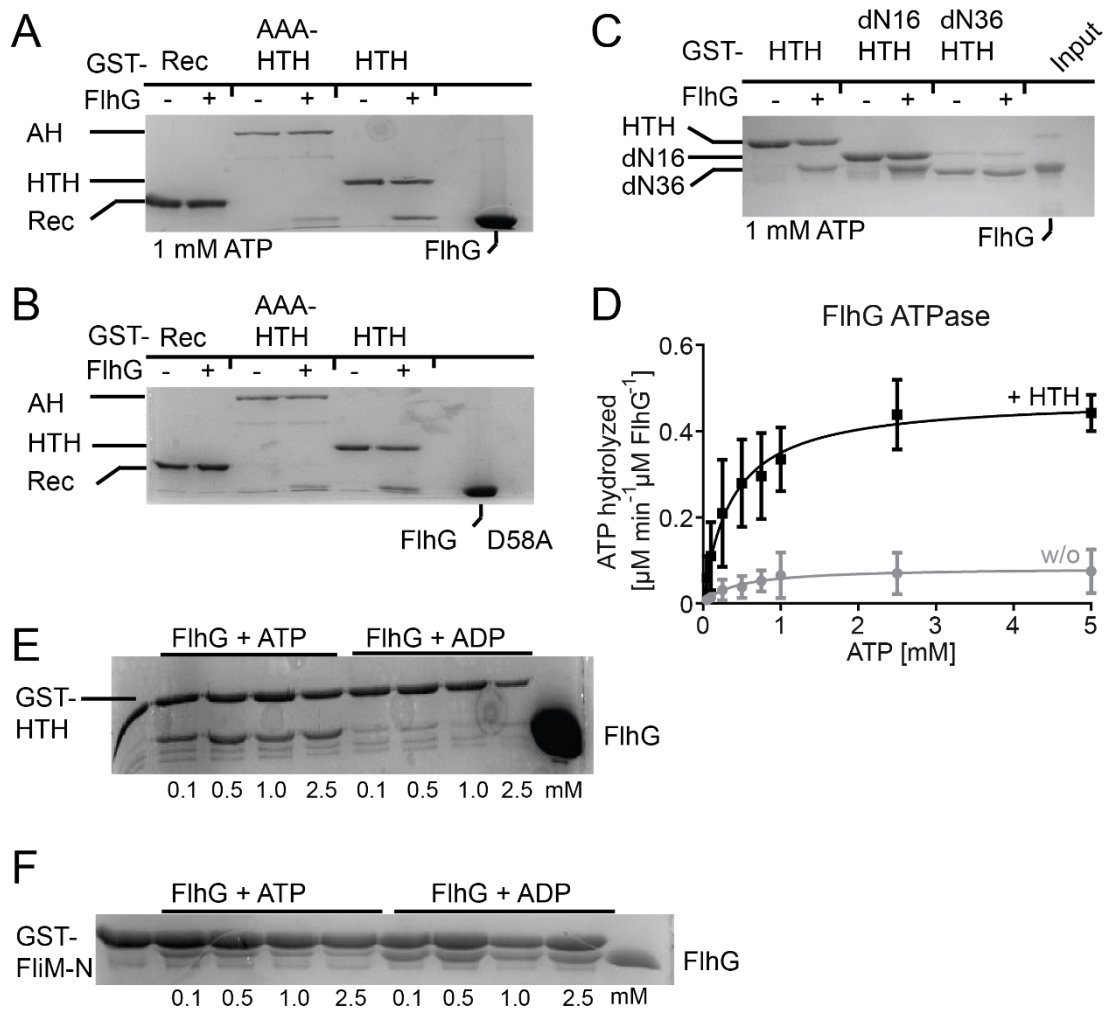 A
AAA-
GST- Rec HTH HTH
FlhG - + - + - +
AH
HTH
Rec
1 mM ATP
FlhG
B
AAA-
GST- Rec HTH HTH
FlhG - + - + - +
AH
HTH
Rec
FlhG D58A
C
dN16 dN36
GST- HTH HTH HTH Input
FlhG - + - + - +
HTH
dN16
dN36
1 mM ATP
FlhG
D
FlhG ATPase
ATP hydrolyzed
[µM min⁻¹µM FlhG⁻¹]
0.6
0.4
0.2
0
+ HTH
w/o
0 1 2 3 4 5
ATP [mM]
E
FlhG + ATP FlhG + ADP
GST-
HTH
FlhG
0.1 0.5 1.0 2.5 0.1 0.5 1.0 2.5 mM
F
FlhG + ATP FlhG + ADP
GST-
FliM-N
FlhG
0.1 0.5 1.0 2.5 0.1 0.5 1.0 2.5 mM